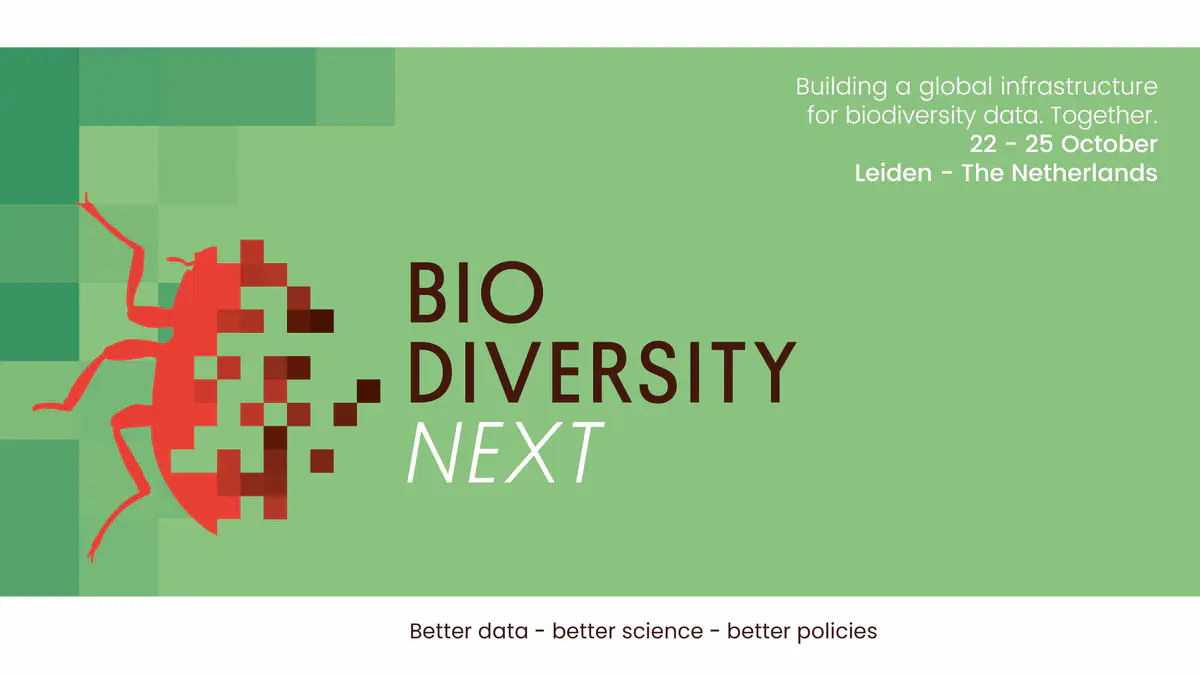 Building a global infrastructure
for biodiversity data. Together.
22 - 25 October
Leiden - The Netherlands
BIO
DIVERSITY
NEXT
Better data - better science - better policies